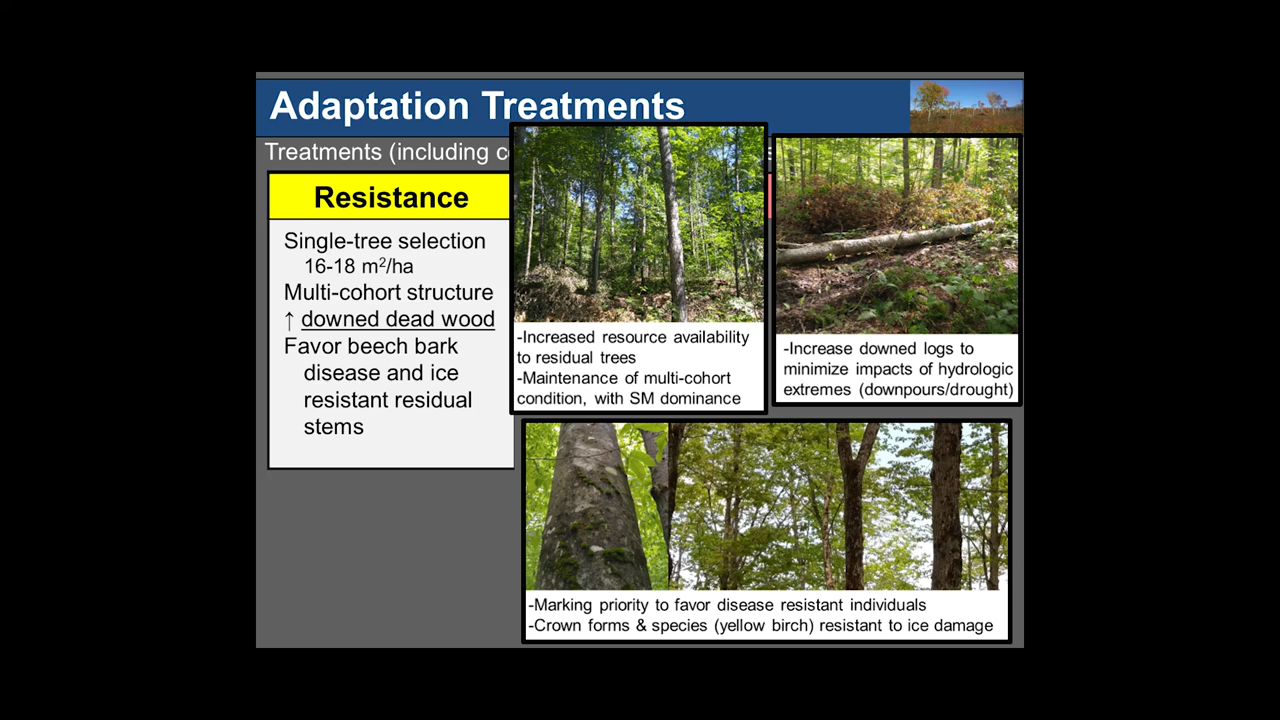 Adaptation Treatments
Treatments (including
Resistance
Single-tree selection
16-18 m²/ha
Multi-cohort structure
↑ downed dead wood
Favor beech bark
disease and ice
resistant residual
stems
-Increased resource availability
to residual trees
-Maintenance of multi-cohort
condition, with SM dominance
-Increase downed logs to
minimize impacts of hydrologic
extremes (downpours/drought)
-Marking priority to favor disease resistant individuals
-Crown forms & species (yellow birch) resistant to ice damage